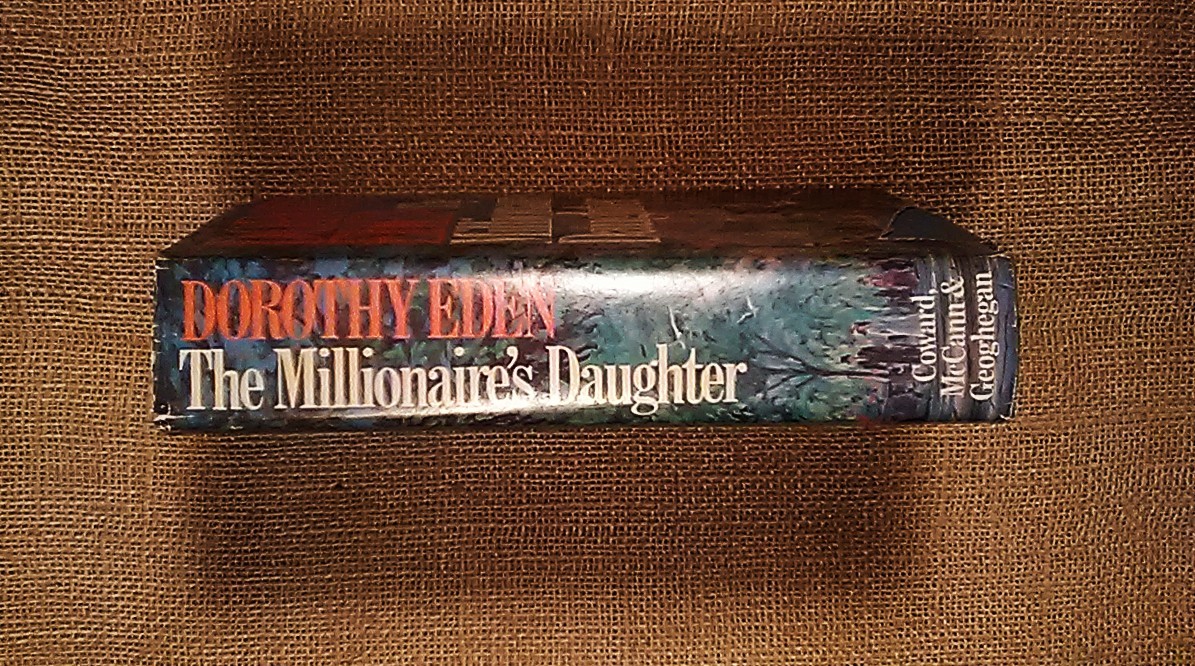 DOROTHY EDEN
The Millionaire's Daughter
Coward,
McCann &
Geoghegan